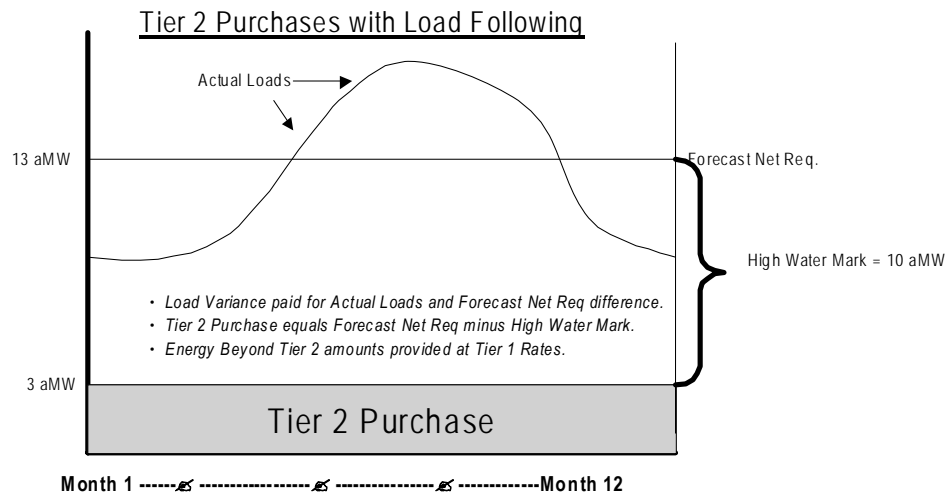 Tier 2 Purchases with Load Following
Actual Loads
13 aMW
Forecast Net Req.
High Water Mark = 10 aMW
• Load Variance paid for Actual Loads and Forecast Net Req difference.
• Tier 2 Purchase equals Forecast Net Req minus High Water Mark.
• Energy Beyond Tier 2 amounts provided at Tier 1 Rates.
3 aMW
Tier 2 Purchase
Month 1 ------ ----------------- --------------- -------------Month 12